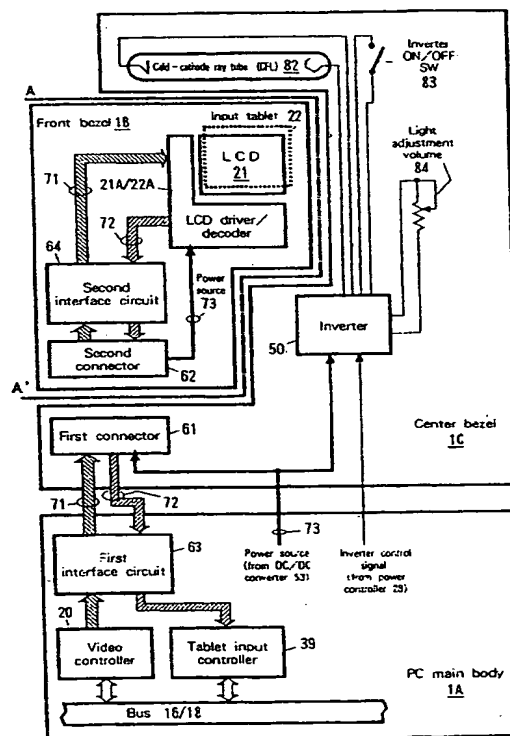 Cold-cathode ray tube (CFL) 82
Inverter
ON/OFF
SW
83
A
Front bezel 1B
Input tablet
22
LCD
21
71
21A/22A
Light
adjustment
volume
84
72
LCD driver/
decoder
64
Second
interface circuit
Power
source
73
Second
connector
62
50
Inverter
A'
First connector
61
Center bezel
1C
71
72
73
63
First
interface circuit
Power source
(from DC/DC
converter 53)
Inverter control
signal
(from power
controller 29)
20
Video
controller
Tablet input
controller
39
PC main body
1A
Bus 16/18